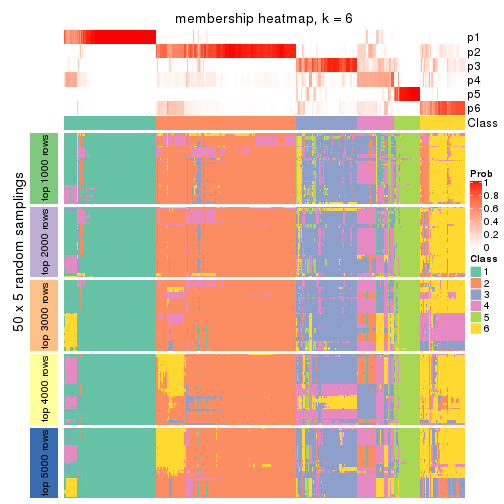 membership heatmap, k = 6
p1
p2
p3
p4
p5
p6
Class
50 x 5 random samplings
top 1000 rows
top 2000 rows
top 3000 rows
top 4000 rows
top 5000 rows
Prob
1
0.8
0.6
0.4
0.2
0
Class
1
2
3
4
5
6